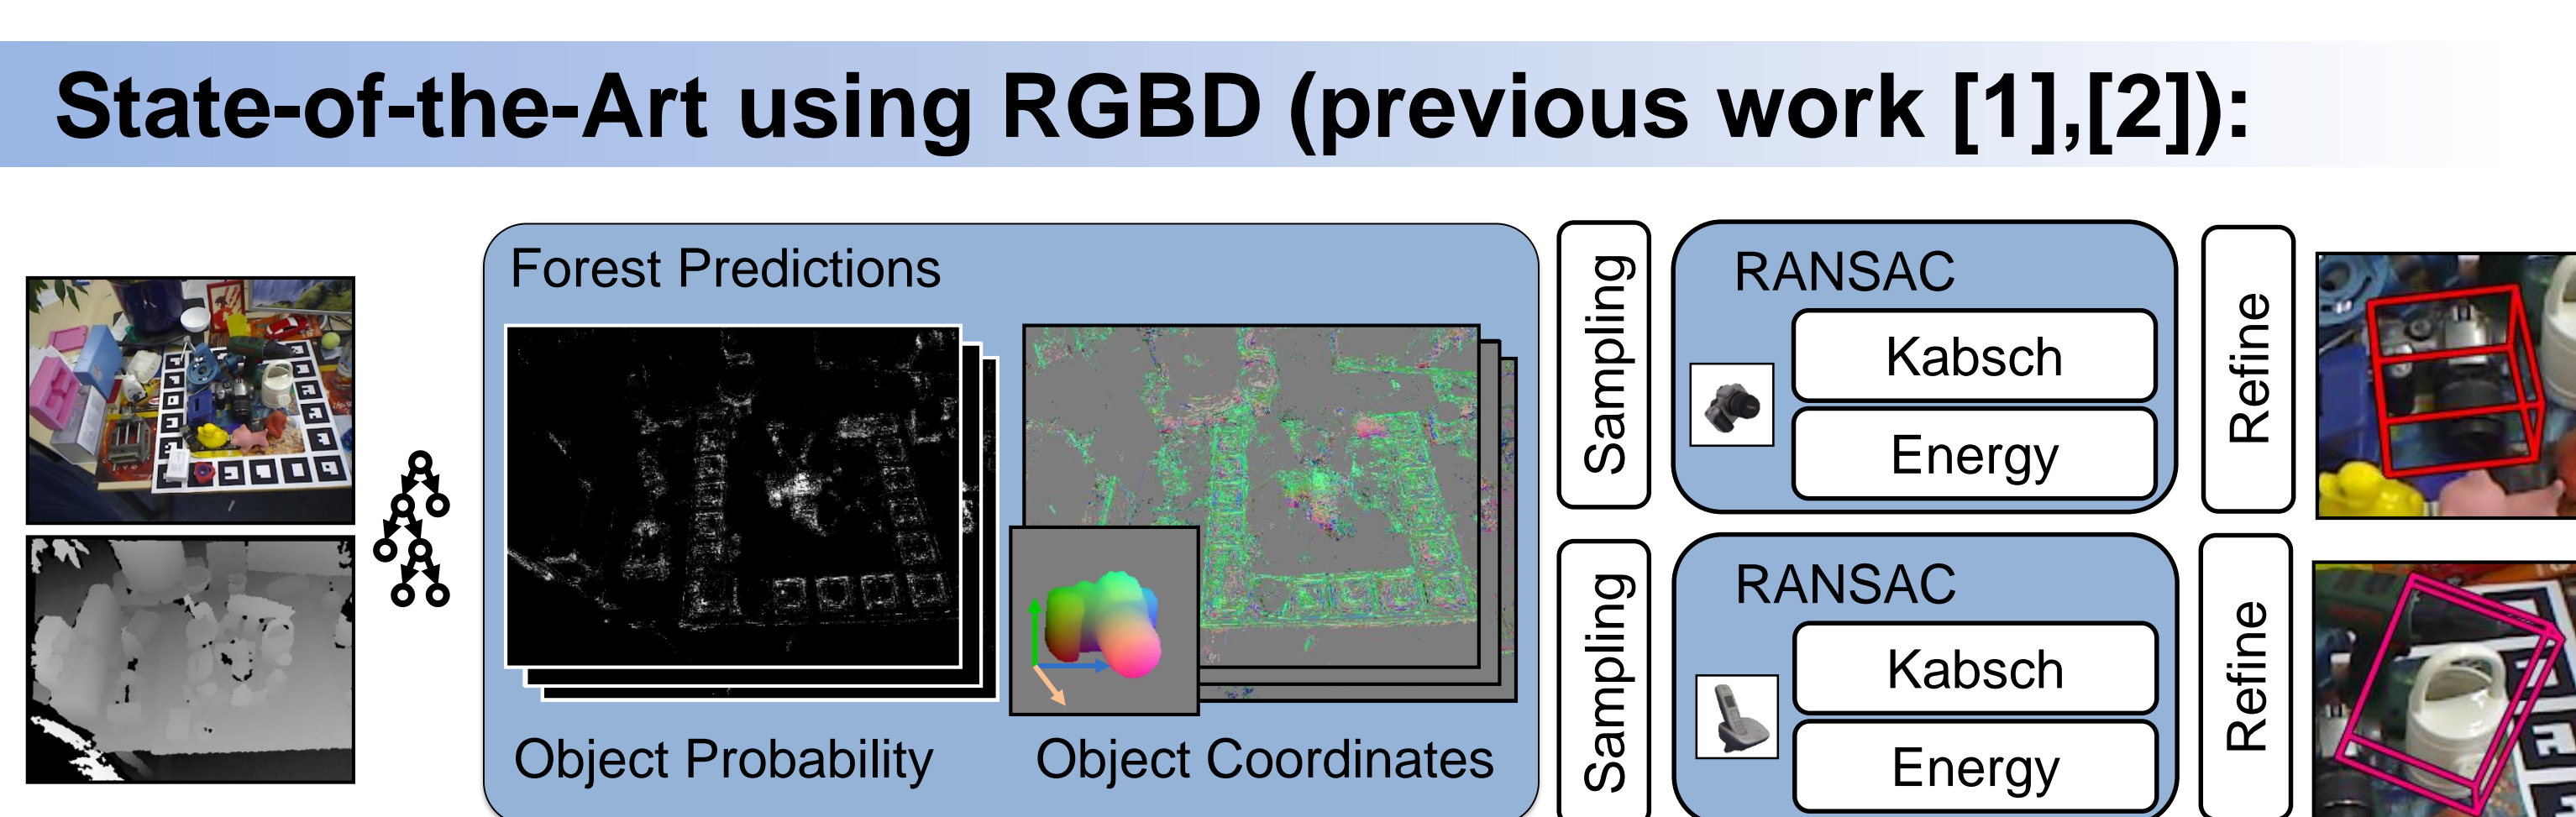 State-of-the-Art using RGBD (previous work [1],[2]):
Forest Predictions
Object Probability
Object Coordinates
Sampling
RANSAC
Kabsch
Energy
Refine
Sampling
RANSAC
Kabsch
Energy
Refine